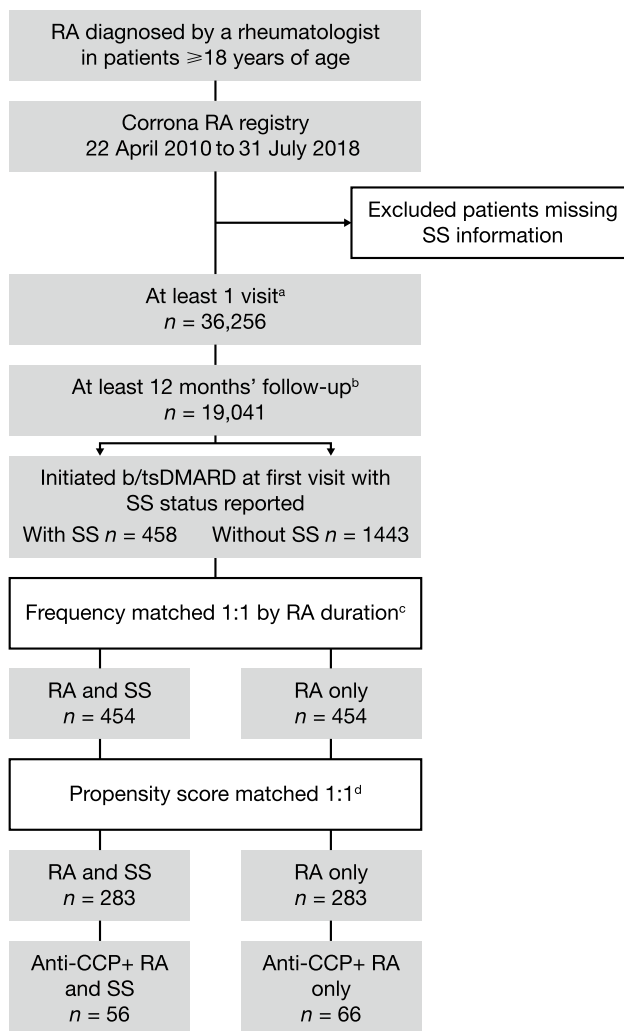 RA diagnosed by a rheumatologist
in patients ⩾18 years of age
Corrona RA registry
22 April 2010 to 31 July 2018
Excluded patients missing
SS information
At least 1 visitᵃ
n = 36,256
At least 12 months’ follow-upᵇ
n = 19,041
Initiated b/tsDMARD at first visit with
SS status reported
With SS n = 458 Without SS n = 1443
Frequency matched 1:1 by RA durationᶜ
RA and SS
n = 454
RA only
n = 454
Propensity score matched 1:1ᵈ
RA and SS
n = 283
RA only
n = 283
Anti-CCP+ RA
and SS
n = 56
Anti-CCP+ RA
only
n = 66